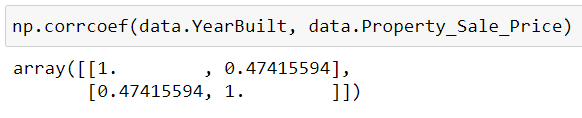 np.corrcoef(data.YearBuilt, data.Property_Sale_Price)
array([[1.        , 0.47415594],
       [0.47415594, 1.        ]])